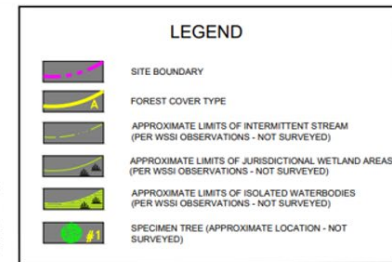 LEGEND
SITE BOUNDARY
A
FOREST COVER TYPE
APPROXIMATE LIMITS OF INTERMITTENT STREAM
(PER WSSI OBSERVATIONS - NOT SURVEYED)
APPROXIMATE LIMITS OF JURISDICTIONAL WETLAND AREAS
(PER WSSI OBSERVATIONS - NOT SURVEYED)
APPROXIMATE LIMITS OF ISOLATED WATERBODIES
(PER WSSI OBSERVATIONS - NOT SURVEYED)
#1
SPECIMEN TREE (APPROXIMATE LOCATION - NOT
SURVEYED)